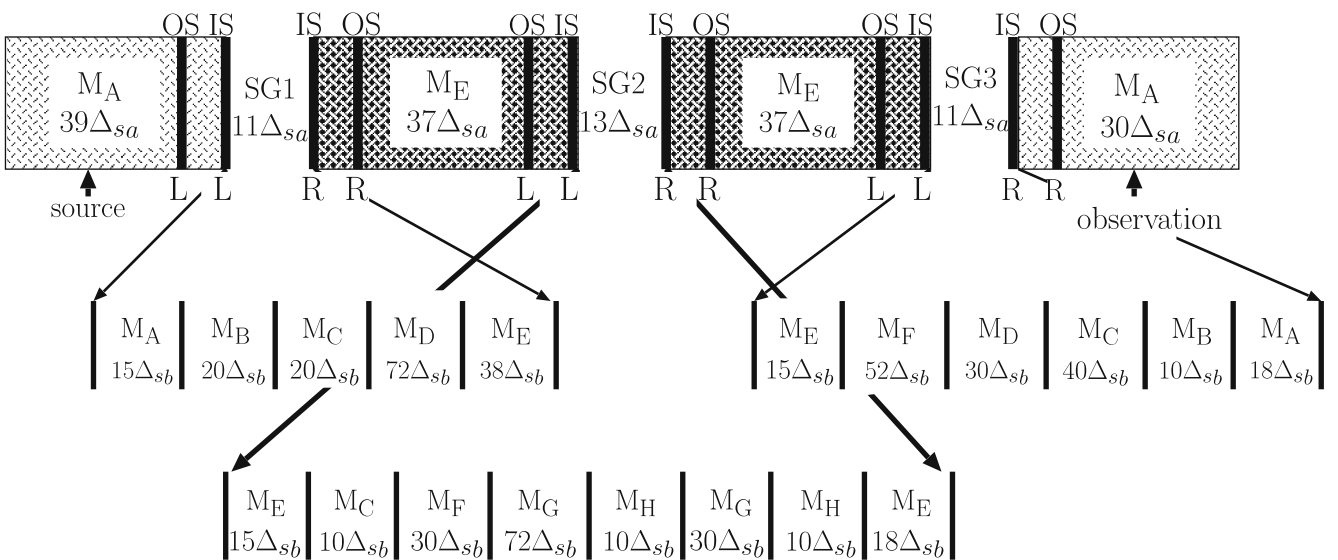 OS IS IS OS OS IS IS OS OS IS IS OS
M_A SG1 M_E SG2 M_E SG3 M_A
39Δ_sa 11Δ_sa 37Δ_sa 13Δ_sa 37Δ_sa 11Δ_sa 30Δ_sa
L L R R L L R R L L R R
source observation
M_A M_B M_C M_D M_E M_E M_F M_D M_C M_B M_A
15Δ_sb 20Δ_sb 20Δ_sb 72Δ_sb 38Δ_sb 15Δ_sb 52Δ_sb 30Δ_sb 40Δ_sb 10Δ_sb 18Δ_sb
M_E M_C M_F M_G M_H M_G M_H M_E
15Δ_sb 10Δ_sb 30Δ_sb 72Δ_sb 10Δ_sb 30Δ_sb 10Δ_sb 18Δ_sb